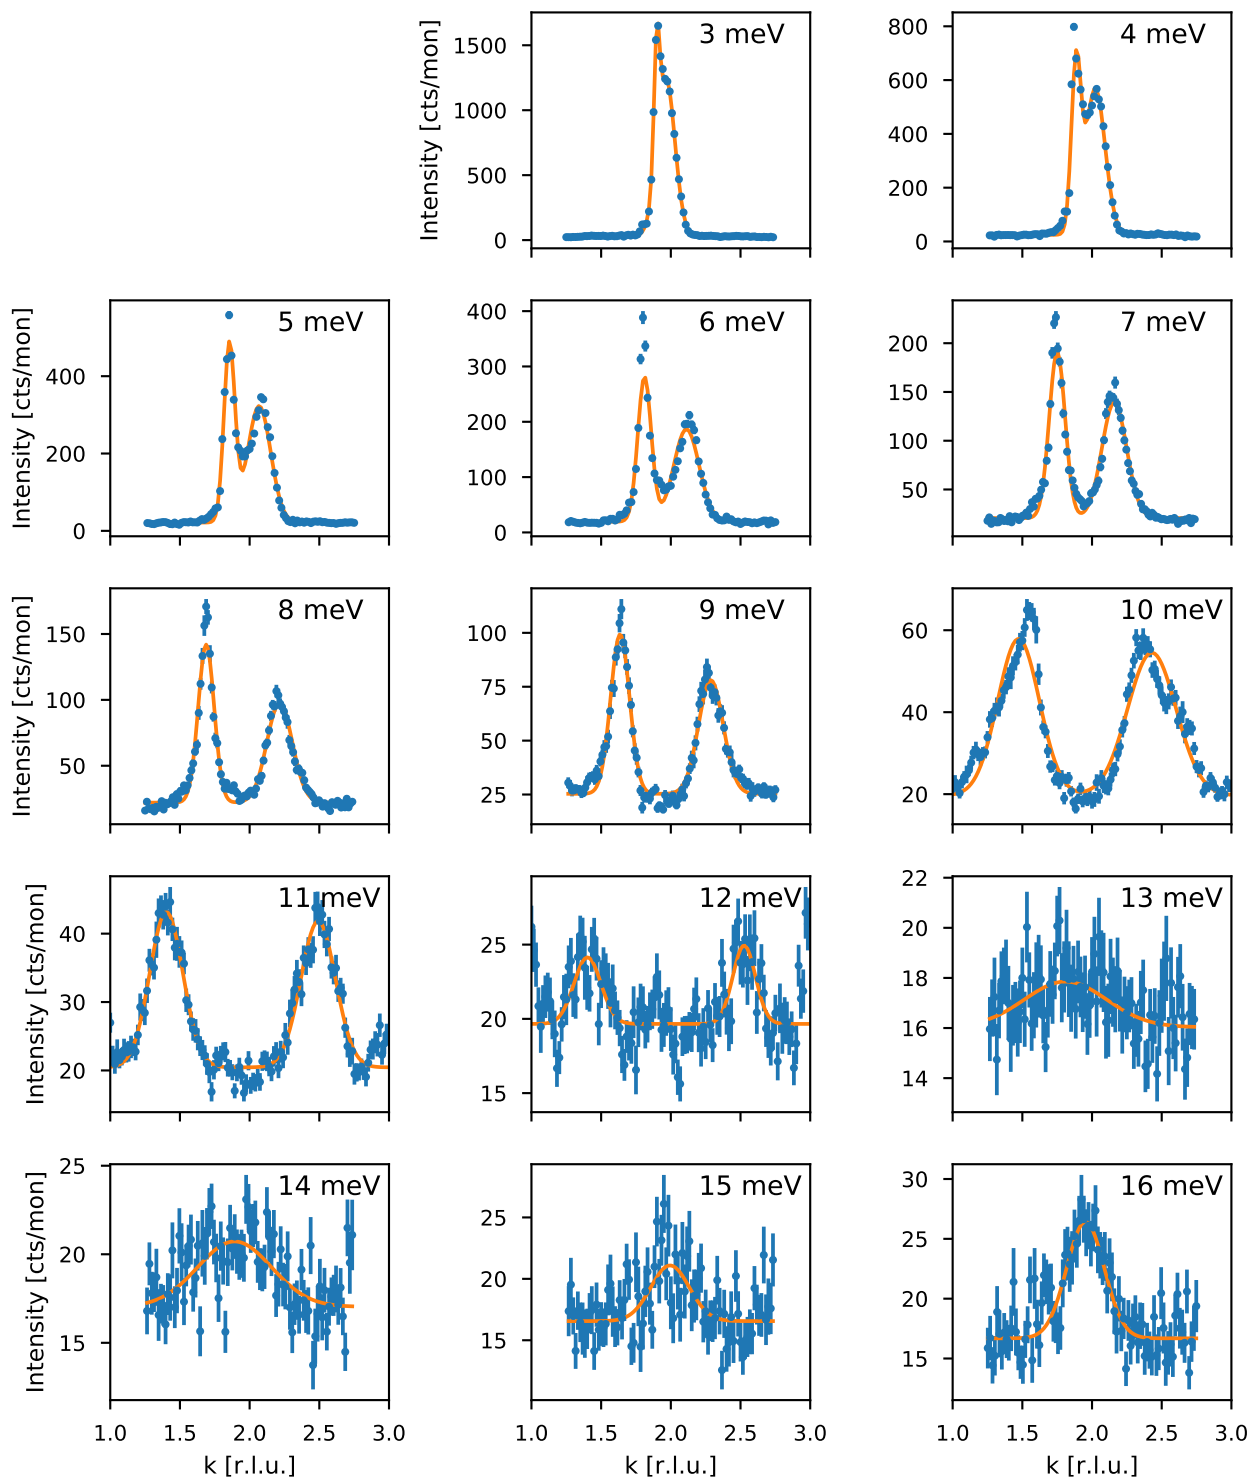 3 meV
Intensity [cts/mon]
1500
1000
500
0
4 meV
800
600
400
200
0
5 meV
Intensity [cts/mon]
400
200
0
6 meV
400
300
200
100
0
7 meV
200
150
100
50
8 meV
Intensity [cts/mon]
150
100
50
9 meV
100
75
50
25
10 meV
60
40
20
11 meV
Intensity [cts/mon]
40
30
20
12 meV
25
20
15
13 meV
22
20
18
16
14
14 meV
Intensity [cts/mon]
25
20
15
1.0 1.5 2.0 2.5 3.0
k [r.l.u.]
15 meV
25
20
15
1.0 1.5 2.0 2.5 3.0
k [r.l.u.]
16 meV
30
25
20
15
1.0 1.5 2.0 2.5 3.0
k [r.l.u.]